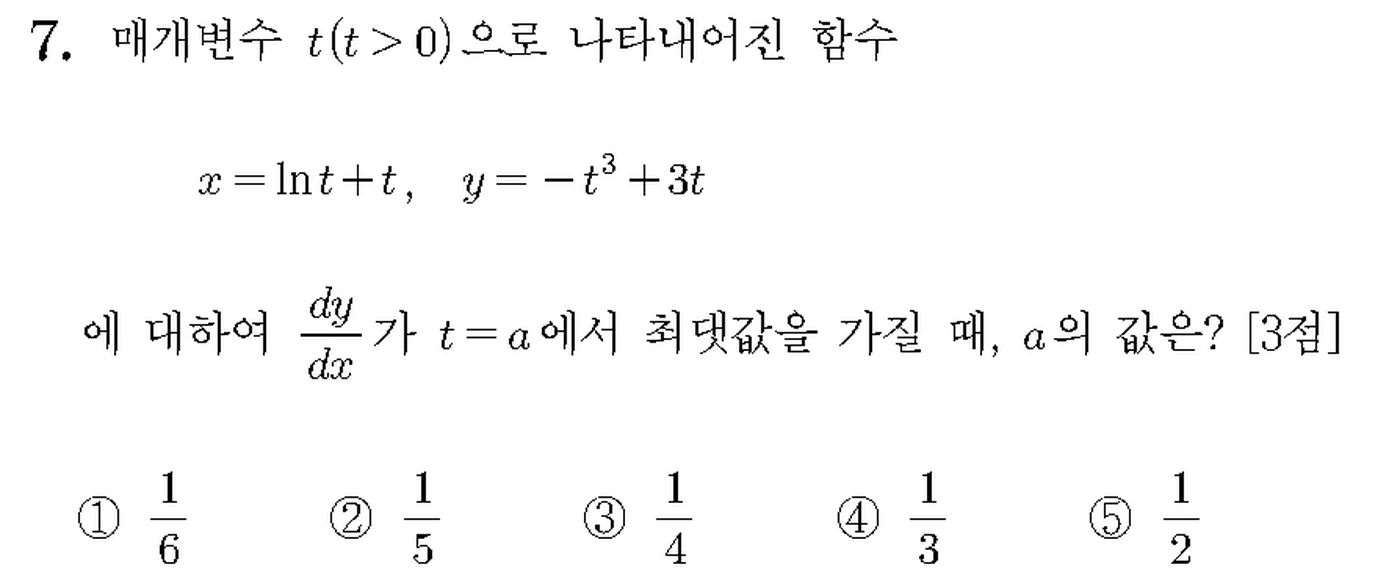 7. 매개변수 t(t>0)으로 나타내어진 함수
x=ln t+t, y=−t³+3t
에 대하여 dy/dx 가 t=a에서 최댓값을 가질 때, a의 값은? [3점]
① 1/6 ② 1/5 ③ 1/4 ④ 1/3 ⑤ 1/2